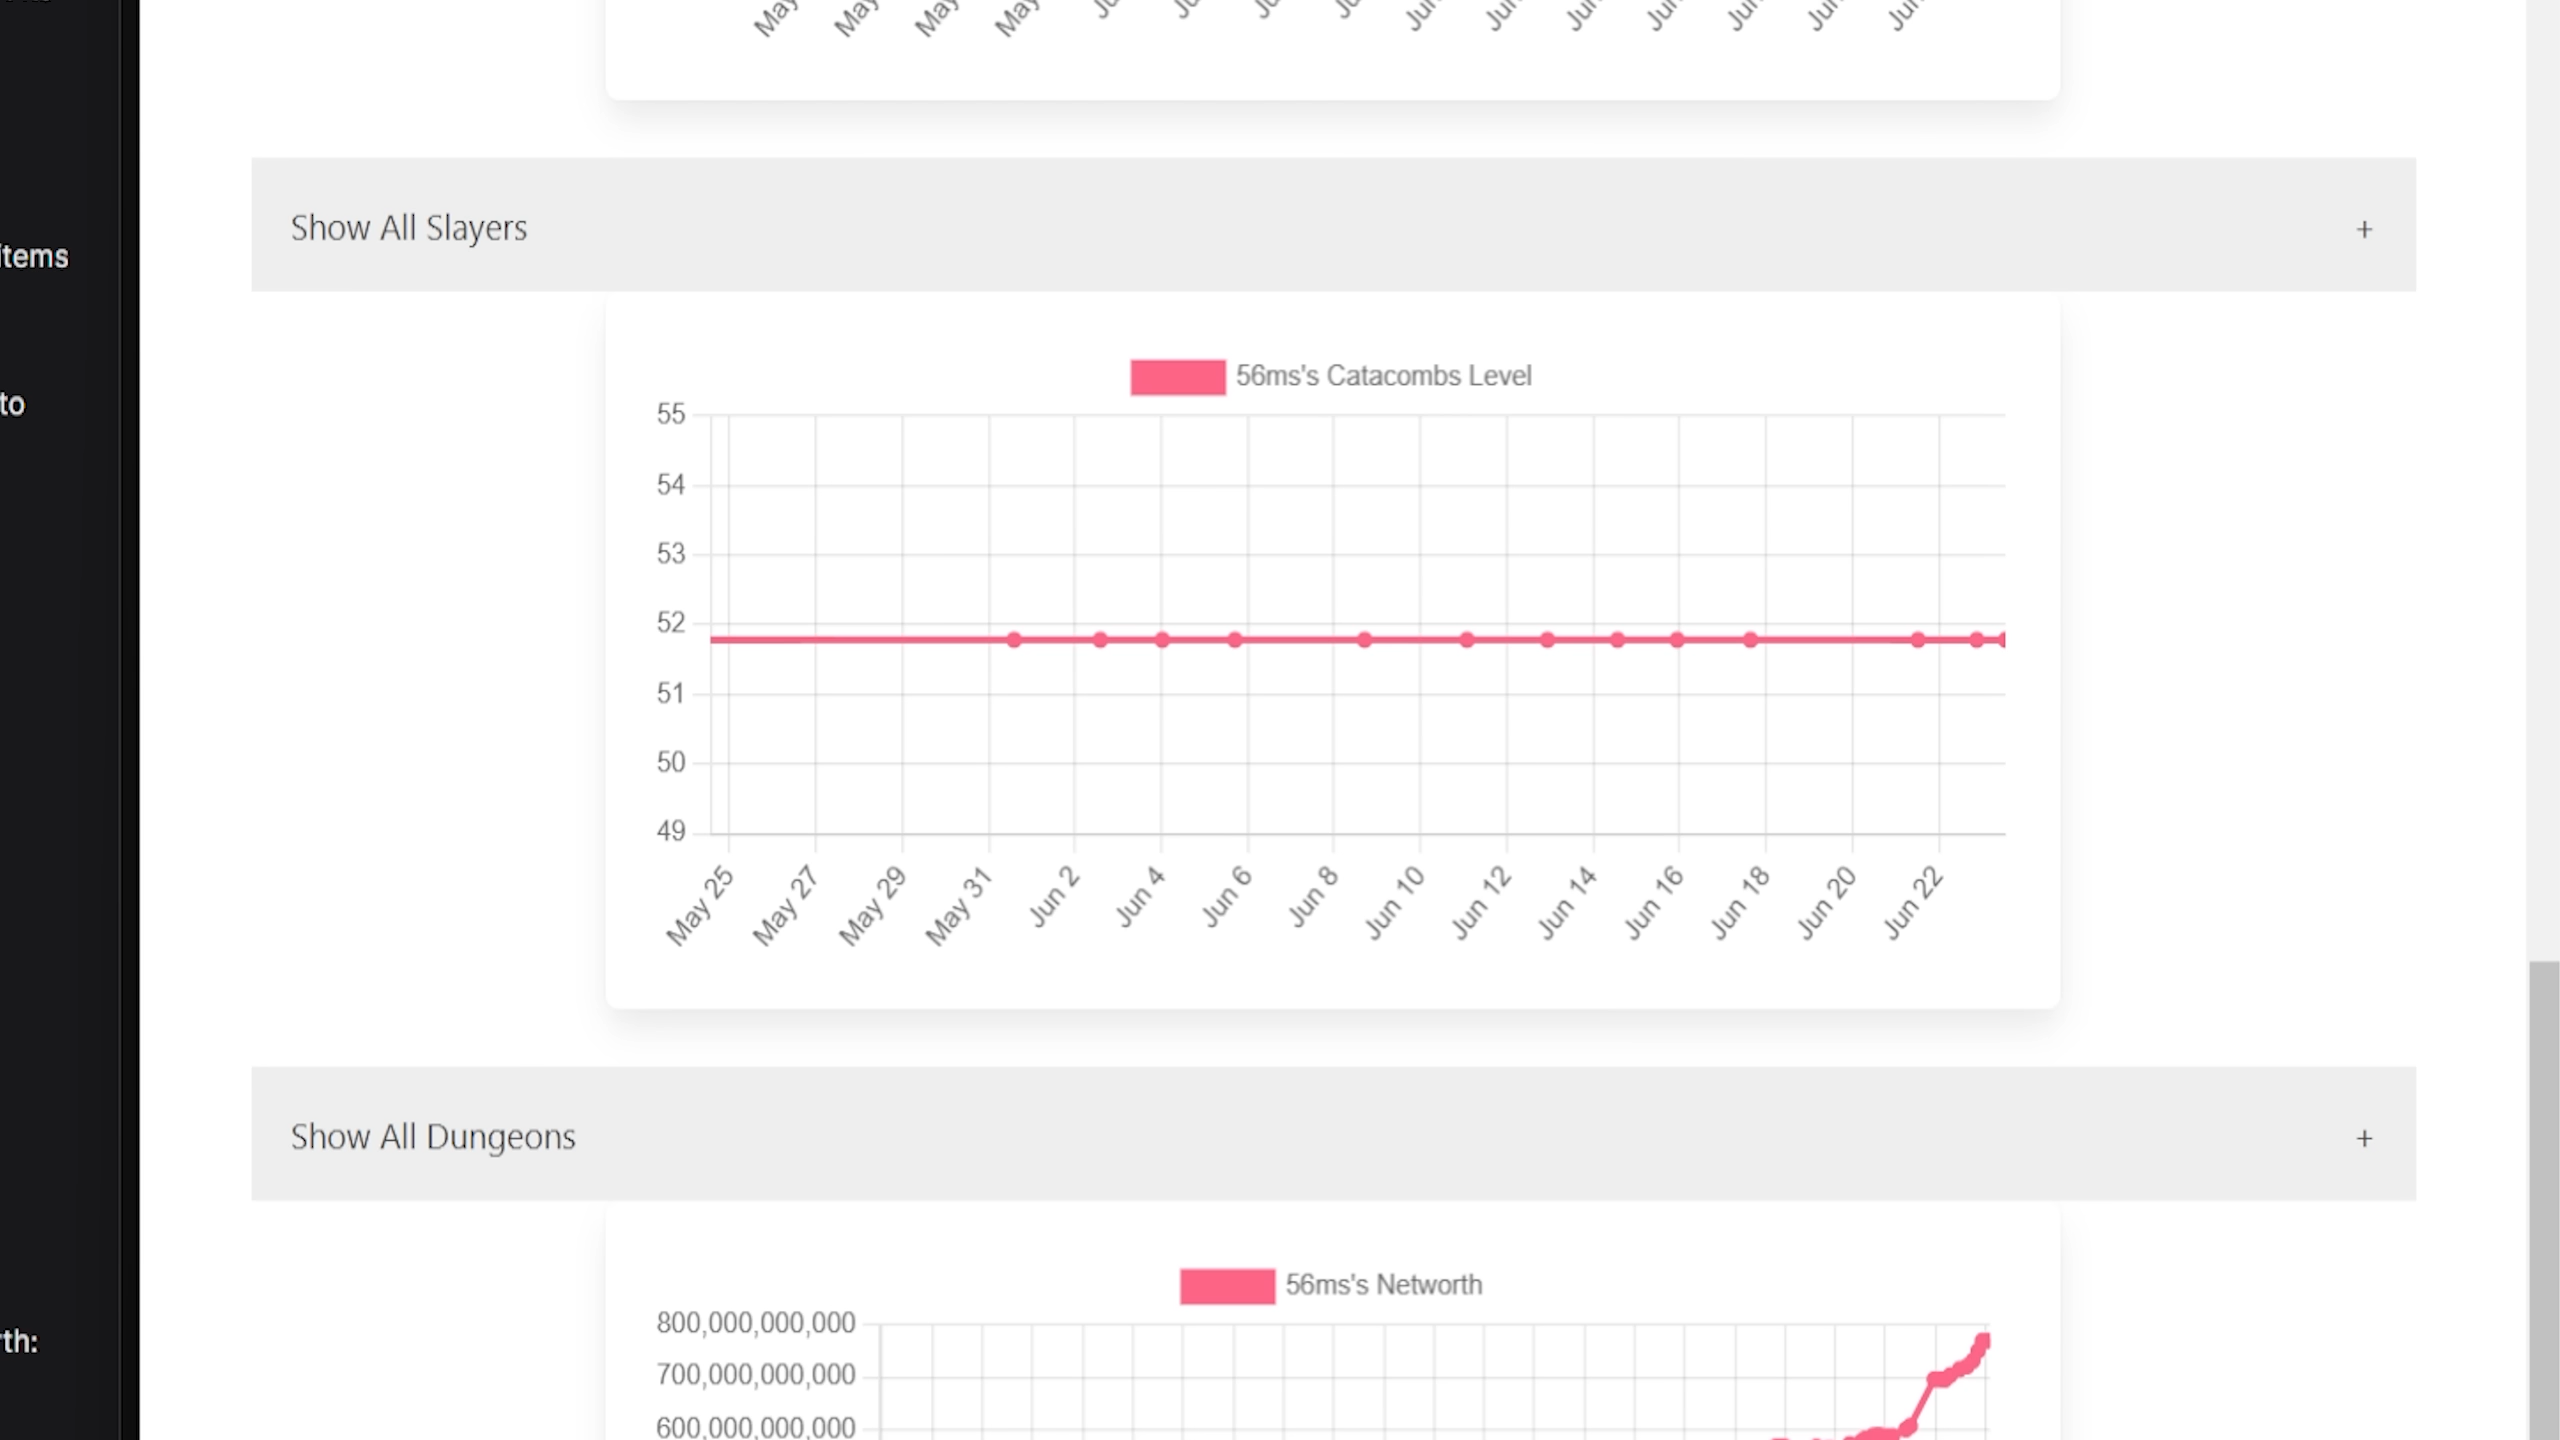 May May May
Show All Slayers +
items
56ms's Catacombs Level
55
to
54
53
52
51
50
49
May 25 May 27 May 29 May 31 Jun 2 Jun 4 Jun 6 Jun 8 Jun 10 Jun 12 Jun 14 Jun 16 Jun 18 Jun 20 Jun 22
Show All Dungeons +
56ms's Networth
800,000,000,000
rth:
700,000,000,000
600,000,000,000